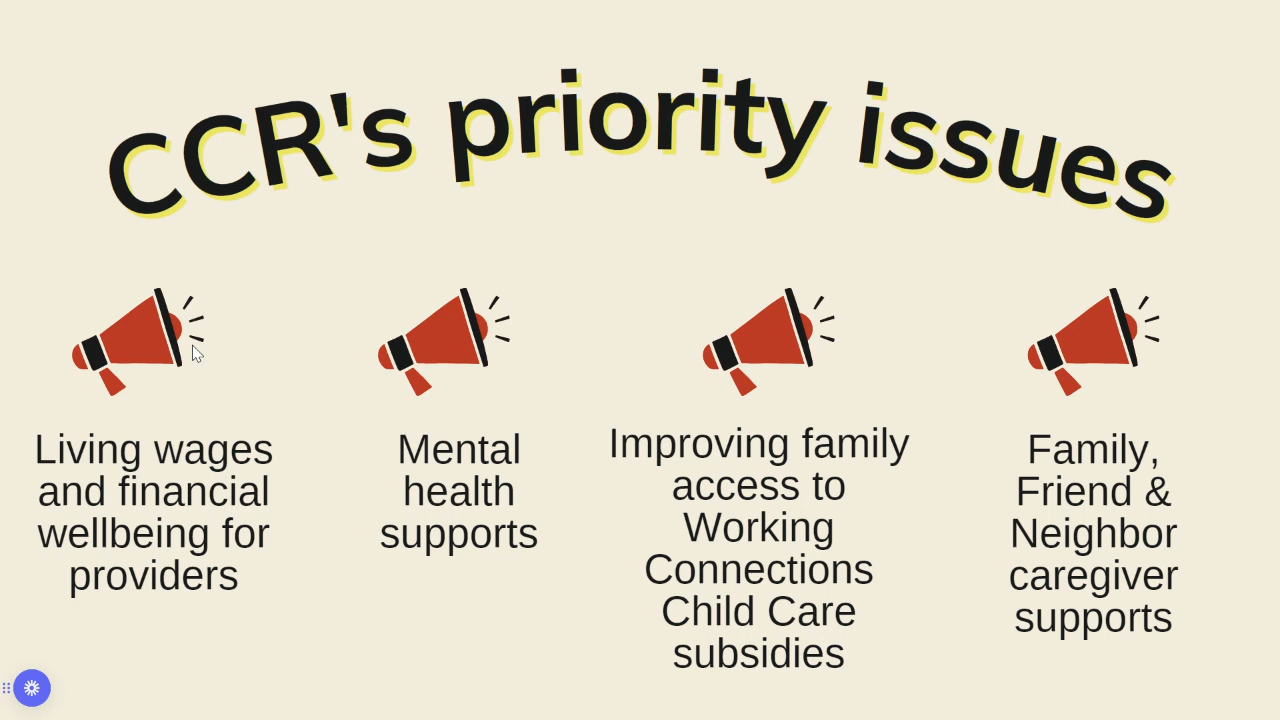 CCR's priority issues
Living wages
and financial
wellbeing for
providers
Mental
health
supports
Improving family
access to
Working
Connections
Child Care
subsidies
Family,
Friend &
Neighbor
caregiver
supports